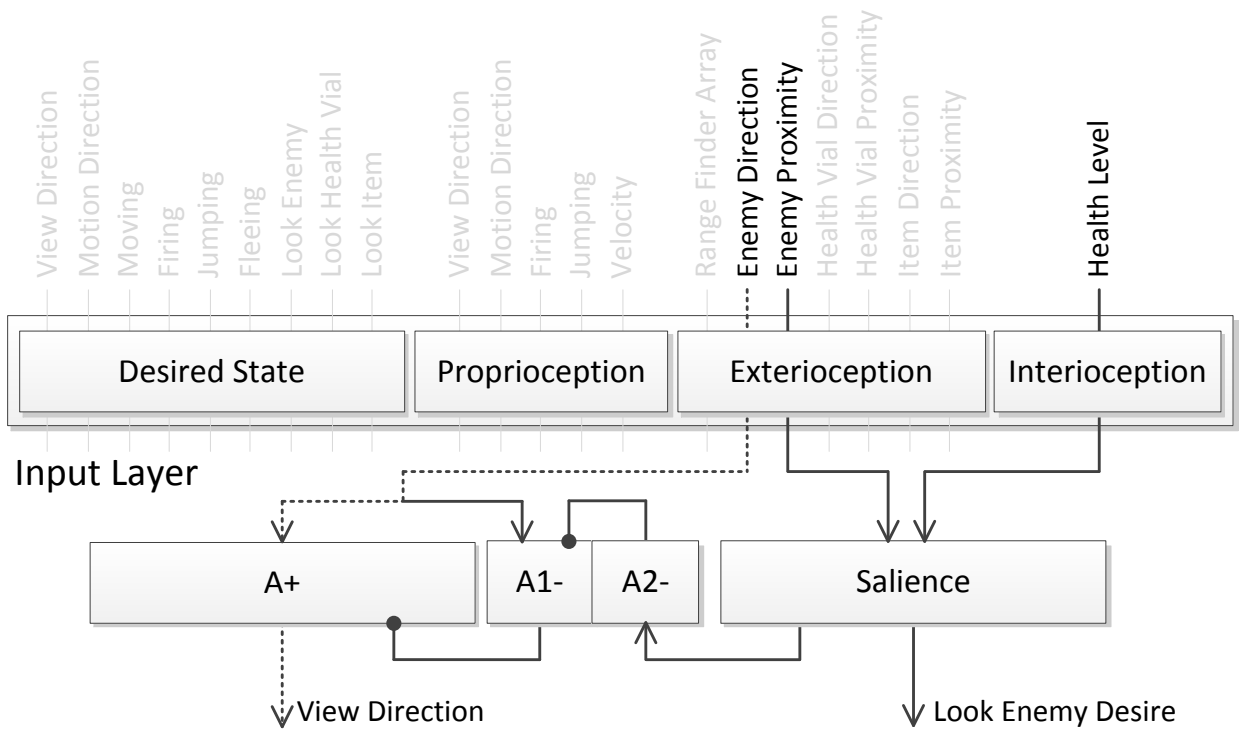 View Direction
Motion Direction
Moving
Firing
Jumping
Fleeing
Look Enemy
Look Health Vial
Look Item
View Direction
Motion Direction
Firing
Jumping
Velocity
Range Finder Array
Enemy Direction
Enemy Proximity
Health Vial Direction
Health Vial Proximity
Item Direction
Item Proximity
Health Level
Desired State
Proprioception
Exterioception
Interioception
Input Layer
A+
A1-
A2-
Salience
View Direction
Look Enemy Desire